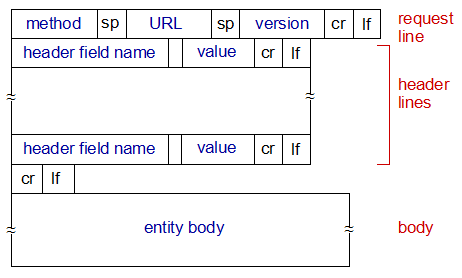 method sp URL sp version cr lf request
line
header field name value cr lf
header
lines
header field name value cr lf
cr lf
entity body body